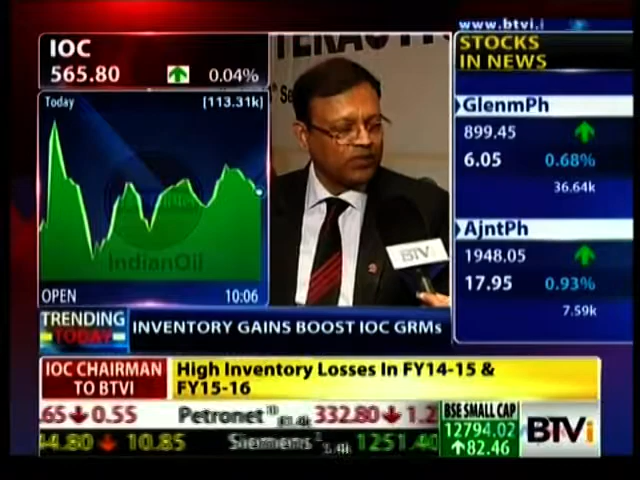 www.btvi.i
IOC
565.80 0.04%
Today [113.31k]
IndianOil
OPEN 10:06
STOCKS
IN NEWS
GlenmPh
899.45
6.05 0.68%
36.64k
AjntPh
1948.05
17.95 0.93%
7.59k
BTVi
TRENDING
TODAY
INVENTORY GAINS BOOST IOC GRMs
IOC CHAIRMAN
TO BTVI
High Inventory Losses In FY14-15 &
FY15-16
.65 0.55 Petronet 332.80 1.2
44.80 10.85 Siemens 1251.40
BSE SMALL CAP
12794.02
82.46
BTVi